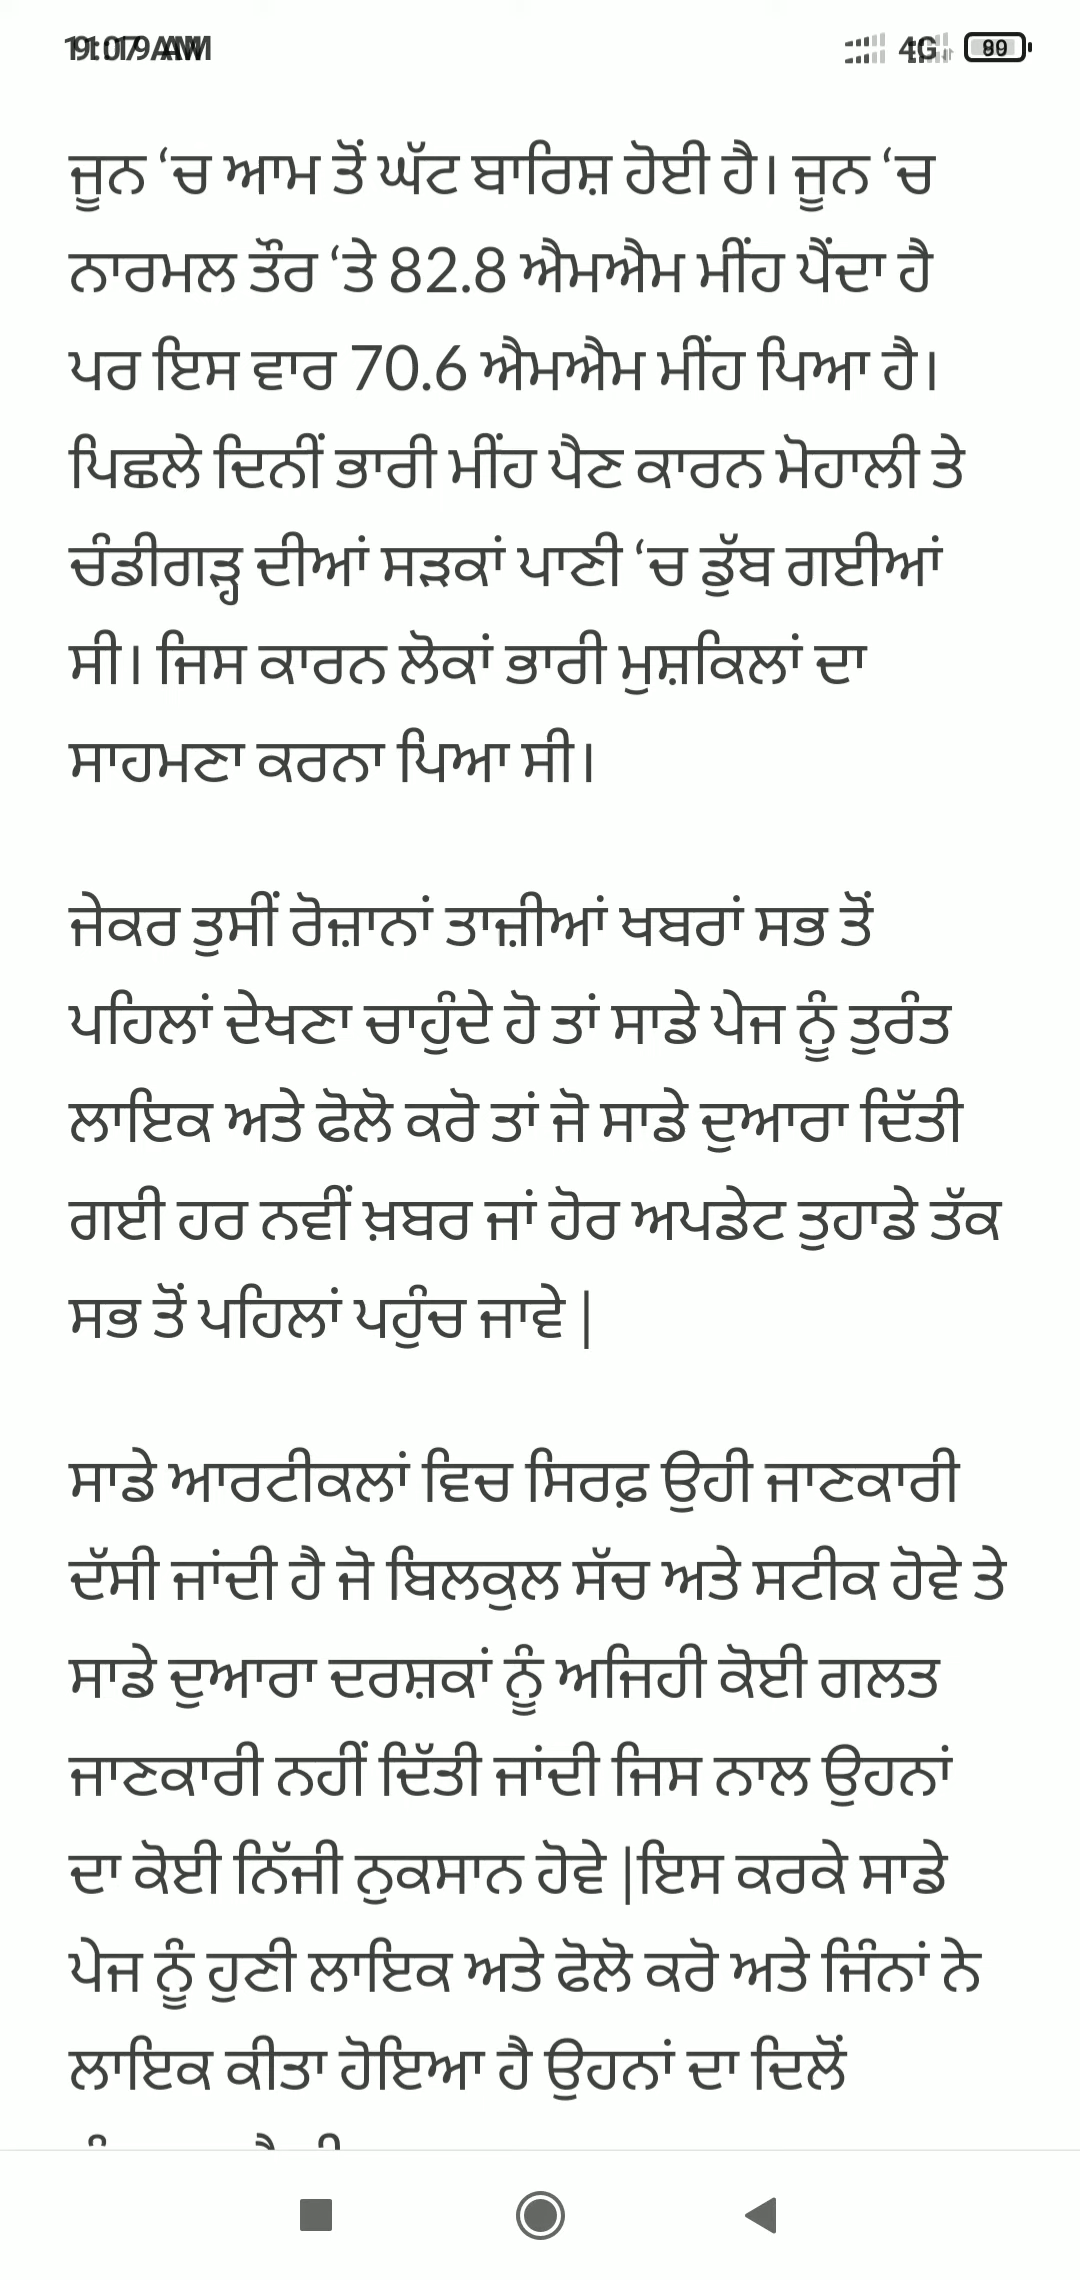 ਜੂਨ ‘ਚ ਆਮ ਤੋਂ ਘੱਟ ਬਾਰਿਸ਼ ਹੋਈ ਹੈ। ਜੂਨ ‘ਚ
ਨਾਰਮਲ ਤੌਰ ‘ਤੇ 82.8 ਐਮਐਮ ਮੀਂਹ ਪੈਂਦਾ ਹੈ
ਪਰ ਇਸ ਵਾਰ 70.6 ਐਮਐਮ ਮੀਂਹ ਪਿਆ ਹੈ।
ਪਿਛਲੇ ਦਿਨੀਂ ਭਾਰੀ ਮੀਂਹ ਪੈਣ ਕਾਰਨ ਮੋਹਾਲੀ ਤੇ
ਚੰਡੀਗੜ੍ਹ ਦੀਆਂ ਸੜਕਾਂ ਪਾਣੀ ‘ਚ ਡੁੱਬ ਗਈਆਂ
ਸੀ। ਜਿਸ ਕਾਰਨ ਲੋਕਾਂ ਭਾਰੀ ਮੁਸ਼ਕਿਲਾਂ ਦਾ
ਸਾਹਮਣਾ ਕਰਨਾ ਪਿਆ ਸੀ।
ਜੇਕਰ ਤੁਸੀਂ ਰੋਜ਼ਾਨਾਂ ਤਾਜ਼ੀਆਂ ਖਬਰਾਂ ਸਭ ਤੋਂ
ਪਹਿਲਾਂ ਦੇਖਣਾ ਚਾਹੁੰਦੇ ਹੋ ਤਾਂ ਸਾਡੇ ਪੇਜ ਨੂੰ ਤੁਰੰਤ
ਲਾਇਕ ਅਤੇ ਫੋਲੋ ਕਰੋ ਤਾਂ ਜੋ ਸਾਡੇ ਦੁਆਰਾ ਦਿੱਤੀ
ਗਈ ਹਰ ਨਵੀਂ ਖ਼ਬਰ ਜਾਂ ਹੋਰ ਅਪਡੇਟ ਤੁਹਾਡੇ ਤੱਕ
ਸਭ ਤੋਂ ਪਹਿਲਾਂ ਪਹੁੰਚ ਜਾਵੇ |
ਸਾਡੇ ਆਰਟੀਕਲਾਂ ਵਿਚ ਸਿਰਫ਼ ਉਹੀ ਜਾਣਕਾਰੀ
ਦੱਸੀ ਜਾਂਦੀ ਹੈ ਜੋ ਬਿਲਕੁਲ ਸੱਚ ਅਤੇ ਸਟੀਕ ਹੋਵੇ ਤੇ
ਸਾਡੇ ਦੁਆਰਾ ਦਰਸ਼ਕਾਂ ਨੂੰ ਅਜਿਹੀ ਕੋਈ ਗਲਤ
ਜਾਣਕਾਰੀ ਨਹੀਂ ਦਿੱਤੀ ਜਾਂਦੀ ਜਿਸ ਨਾਲ ਉਹਨਾਂ
ਦਾ ਕੋਈ ਨਿੱਜੀ ਨੁਕਸਾਨ ਹੋਵੇ |ਇਸ ਕਰਕੇ ਸਾਡੇ
ਪੇਜ ਨੂੰ ਹੁਣੀ ਲਾਇਕ ਅਤੇ ਫੋਲੋ ਕਰੋ ਅਤੇ ਜਿੰਨਾਂ ਨੇ
ਲਾਇਕ ਕੀਤਾ ਹੋਇਆ ਹੈ ਉਹਨਾਂ ਦਾ ਦਿਲੋਂ